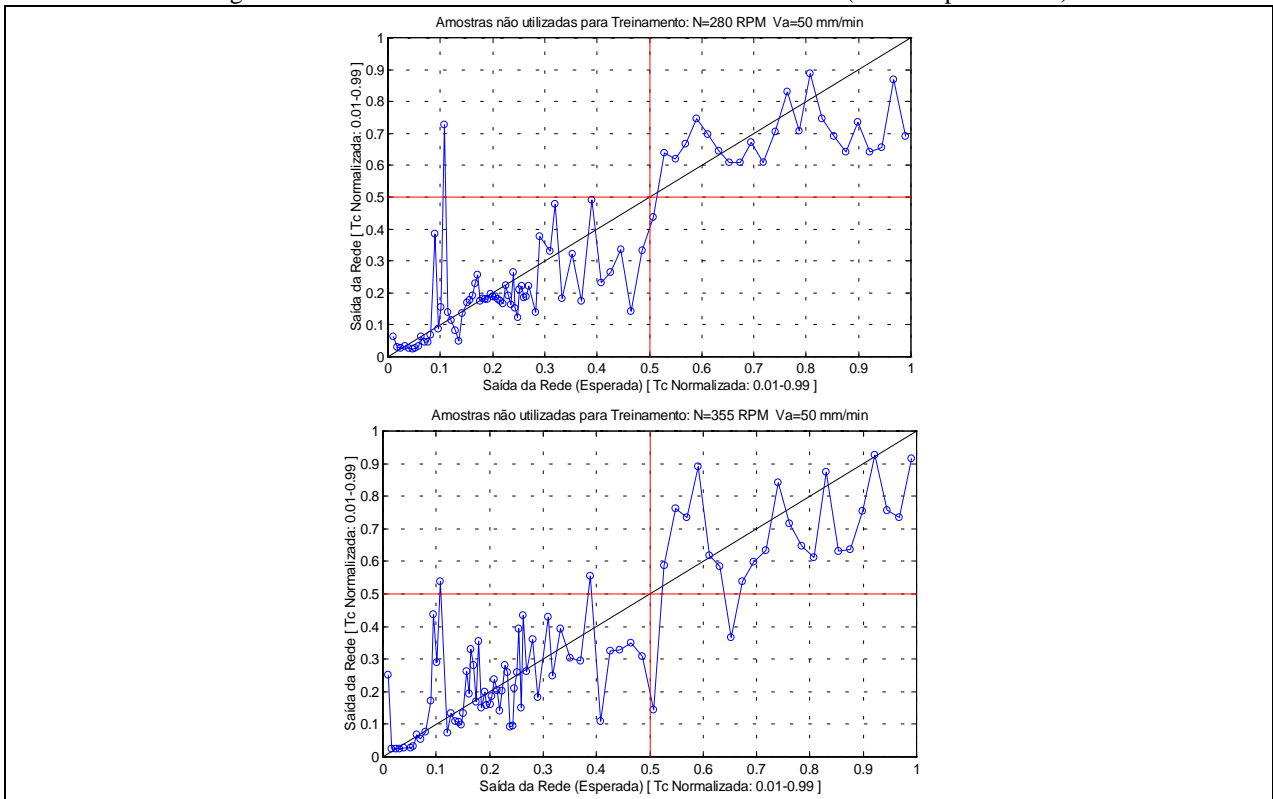 Amostras não utilizadas para Treinamento: N=280 RPM Va=50 mm/min
Saída da Rede [ Tc Normalizada: 0.01-0.99 ]
1
0.9
0.8
0.7
0.6
0.5
0.4
0.3
0.2
0.1
0
0 0.1 0.2 0.3 0.4 0.5 0.6 0.7 0.8 0.9 1
Saída da Rede (Esperada) [ Tc Normalizada: 0.01-0.99 ]
Amostras não utilizadas para Treinamento: N=355 RPM Va=50 mm/min
Saída da Rede [ Tc Normalizada: 0.01-0.99 ]
1
0.9
0.8
0.7
0.6
0.5
0.4
0.3
0.2
0.1
0
0 0.1 0.2 0.3 0.4 0.5 0.6 0.7 0.8 0.9 1
Saída da Rede (Esperada) [ Tc Normalizada: 0.01-0.99 ]